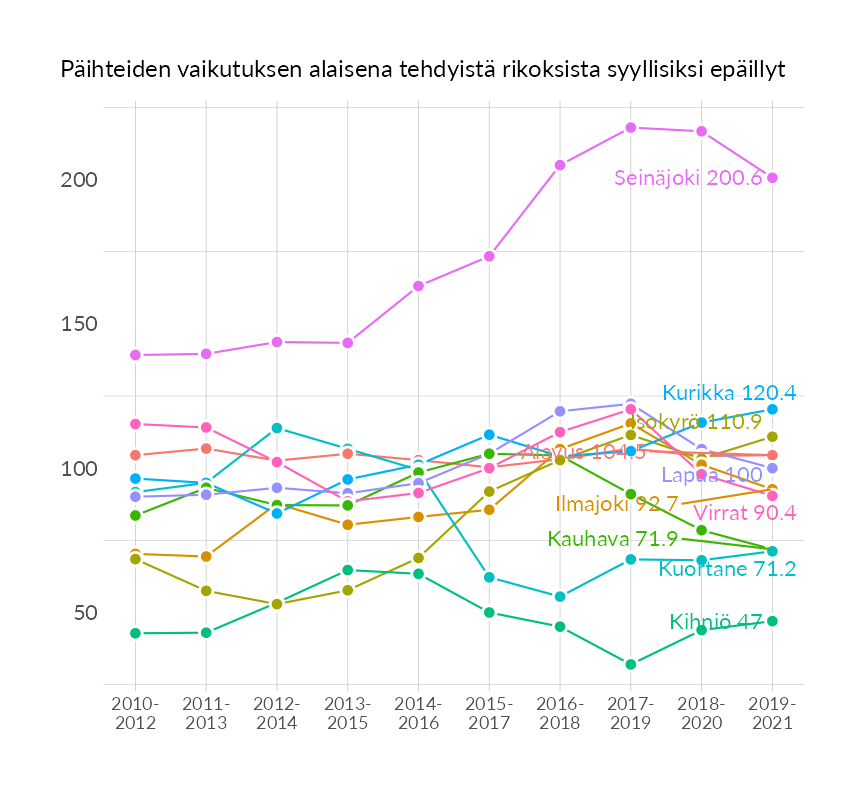 Päihteiden vaikutuksen alaisena tehdyistä rikoksista syyllisiksi epäillyt
200
Seinäjoki 200.6
150
Kurikka 120.4
Isokyrö 110.9
Alavus 104.5
100
Lapua 100
Ilmajoki 92.7
Virrat 90.4
Kauhava 71.9
Kuortane 71.2
50
Kihniö 47
2010- 2011- 2012- 2013- 2014- 2015- 2016- 2017- 2018- 2019-
2012 2013 2014 2015 2016 2017 2018 2019 2020 2021